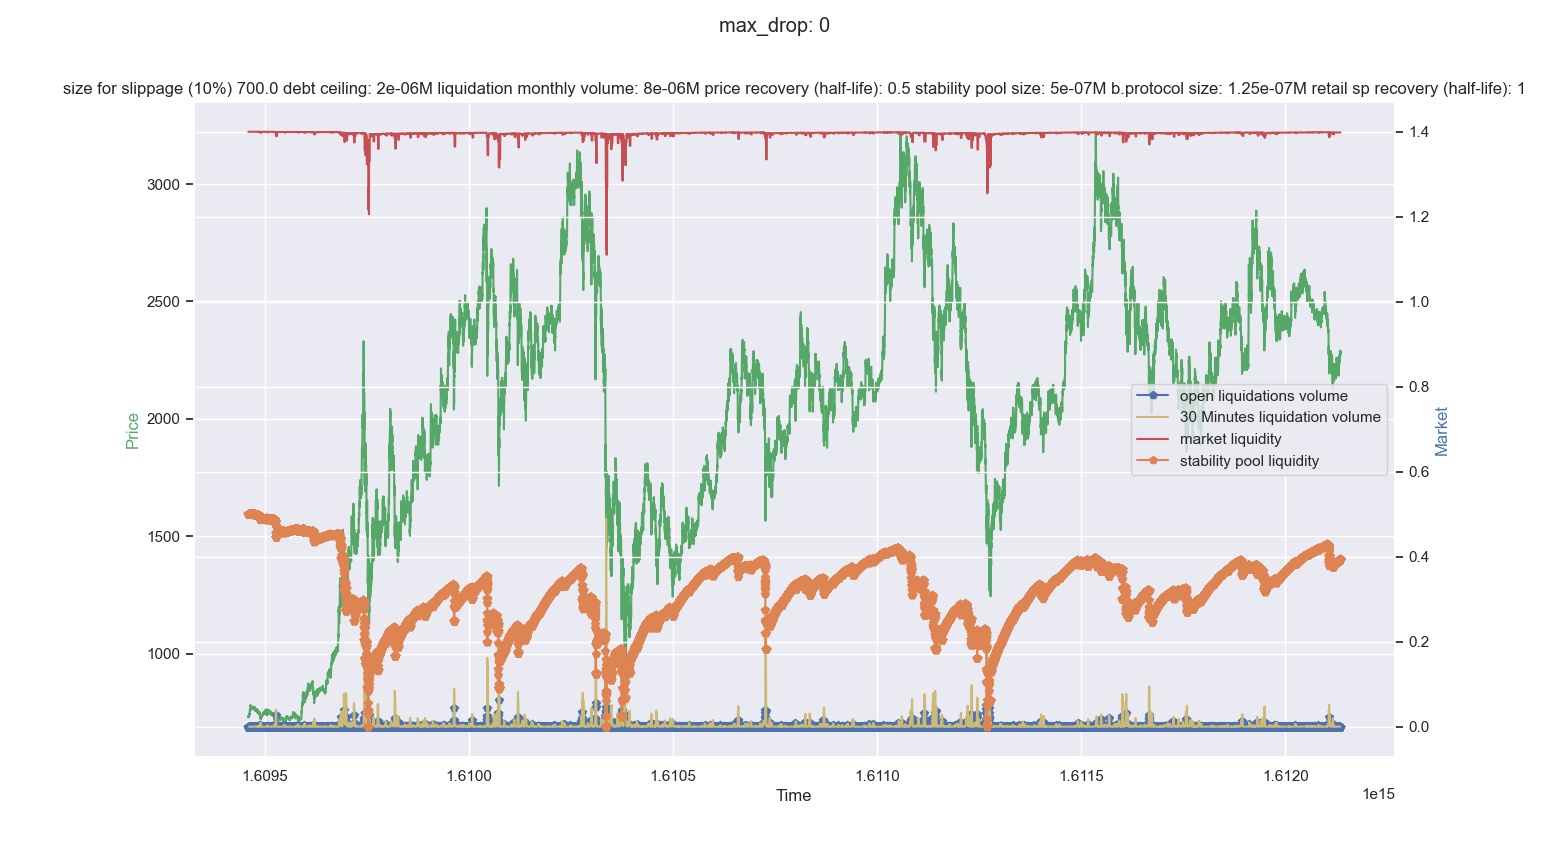 max_drop: 0
size for slippage (10%) 700.0 debt ceiling: 2e-06M liquidation monthly volume: 8e-06M price recovery (half-life): 0.5 stability pool size: 5e-07M b.protocol size: 1.25e-07M retail sp recovery (half-life): 1
3000
2500
2000
1500
1000
Price
1.4
1.2
1.0
0.8
0.6
0.4
0.2
0.0
Market
open liquidations volume
30 Minutes liquidation volume
market liquidity
stability pool liquidity
1.6095 1.6100 1.6105 1.6110 1.6115 1.6120
Time
1e15